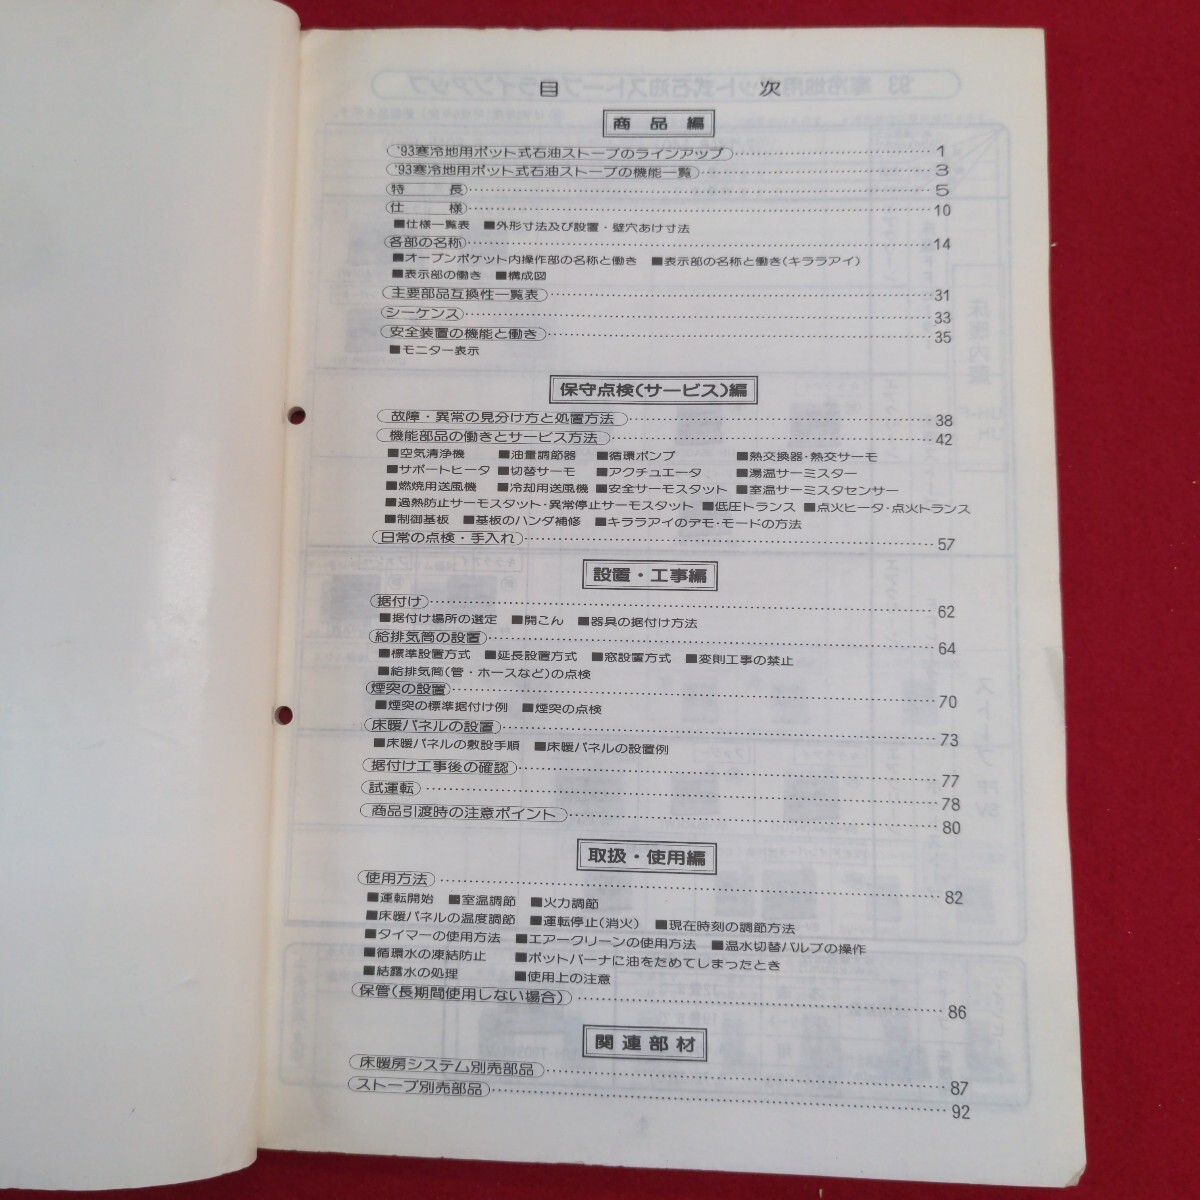 目 次
商品編
'93寒冷地用ポット式石油ストーブのラインアップ 1
'93寒冷地用ポット式石油ストーブの機能一覧 3
特 長 5
仕 様 10
■仕様一覧表 ■外形寸法及び設置・壁穴あけ寸法
各部の名称 14
■オープンポケット内操作部の名称と働き ■表示部の名称と働き(キララアイ)
■表示部の働き ■構成図
主要部品互換性一覧表 31
シーケンス 33
安全装置の機能と働き 35
■モニター表示
保守点検(サービス)編
故障・異常の見分け方と処置方法 38
機能部品の働きとサービス方法 42
■空気清浄機 ■油量調節器 ■循環ポンプ ■熱交換器・熱交サーモ
■サポートヒータ ■切替サーモ ■アクチュエータ ■湯温サーミスター
■燃焼用送風機 ■冷却用送風機 ■安全サーモスタット ■室温サーミスタセンサー
■過熱防止サーモスタット・異常停止サーモスタット ■低圧トランス ■点火ヒータ・点火トランス
■制御基板 ■基板のハンダ補修 ■キララアイのデモ・モードの方法
日常の点検・手入れ 57
設置・工事編
据付け 62
■据付け場所の選定 ■開こん ■器具の据付け方法
給排気筒の設置 64
■標準設置方式 ■延長設置方式 ■窓設置方式 ■変則工事の禁止
■給排気筒(管・ホースなど)の点検
煙突の設置 70
■煙突の標準据付け例 ■煙突の点検
床暖パネルの設置 73
■床暖パネルの敷設手順 ■床暖パネルの設置例
据付け工事後の確認 77
試運転 78
商品引渡時の注意ポイント 80
取扱・使用編
使用方法 82
■運転開始 ■室温調節 ■火力調節
■床暖パネルの温度調節 ■運転停止(消火) ■現在時刻の調節方法
■タイマーの使用方法 ■エアークリーンの使用方法 ■温水切替バルブの操作
■循環水の凍結防止 ■ポットバーナに油をためてしまったとき
■結露水の処理 ■使用上の注意
保管(長期間使用しない場合) 86
関連部材
床暖房システム別売部品 87
ストーブ別売部品 92